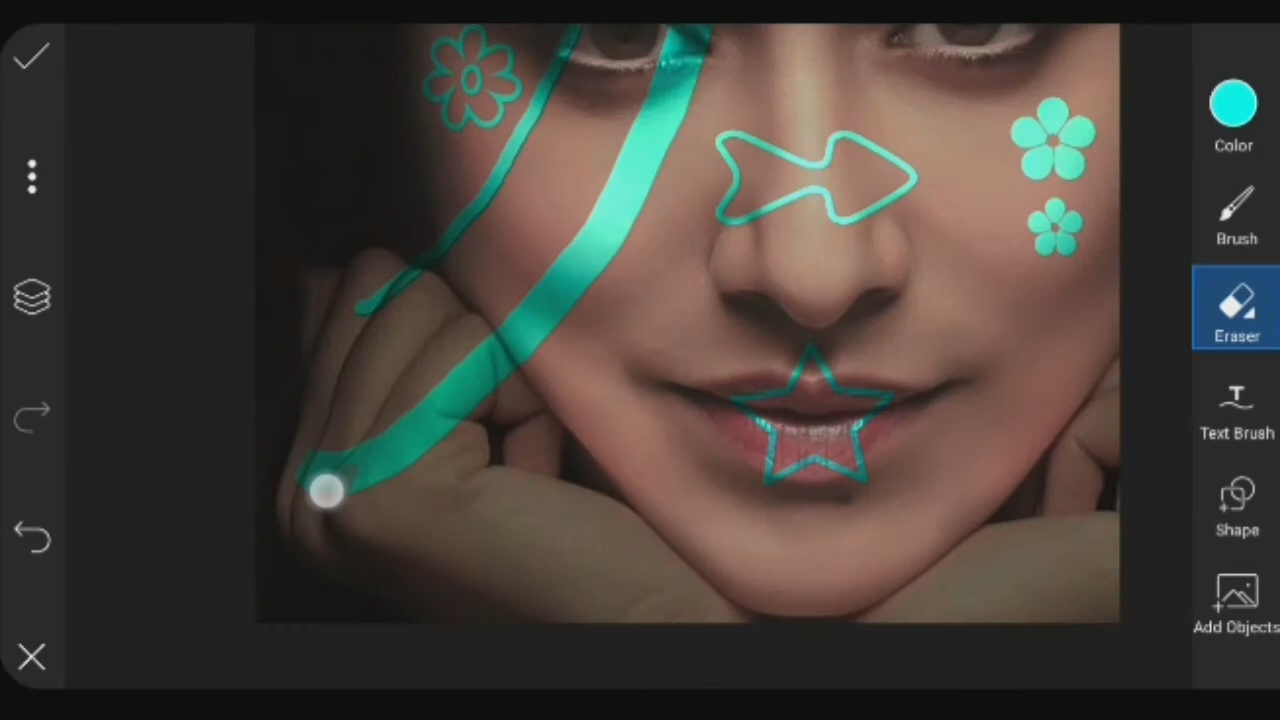 Color
Brush
Eraser
Text Brush
Shape
Add Objects